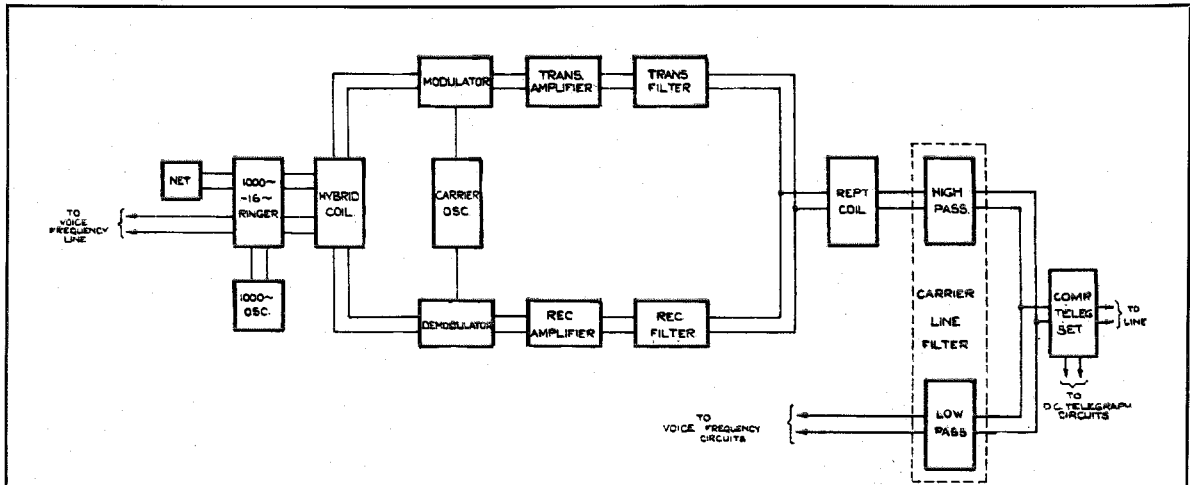 MODULATOR
TRANS.
AMPLIFIER
TRANS
FILTER
NET
1000~
-16~
RINGER
HYBRID
COIL.
CARRIER
OSC.
REPT
COIL
HIGH
PASS.
TO
VOICE
FREQUENCY
LINE
1000~
OSC.
DEMODULATOR
REC
AMPLIFIER
REC
FILTER
CARRIER
LINE
FILTER
COMP
TELEG
SET
TO
LINE
TO
D.C. TELEGRAPH
CIRCUITS
TO
VOICE FREQUENCY
CIRCUITS
LOW
PASS